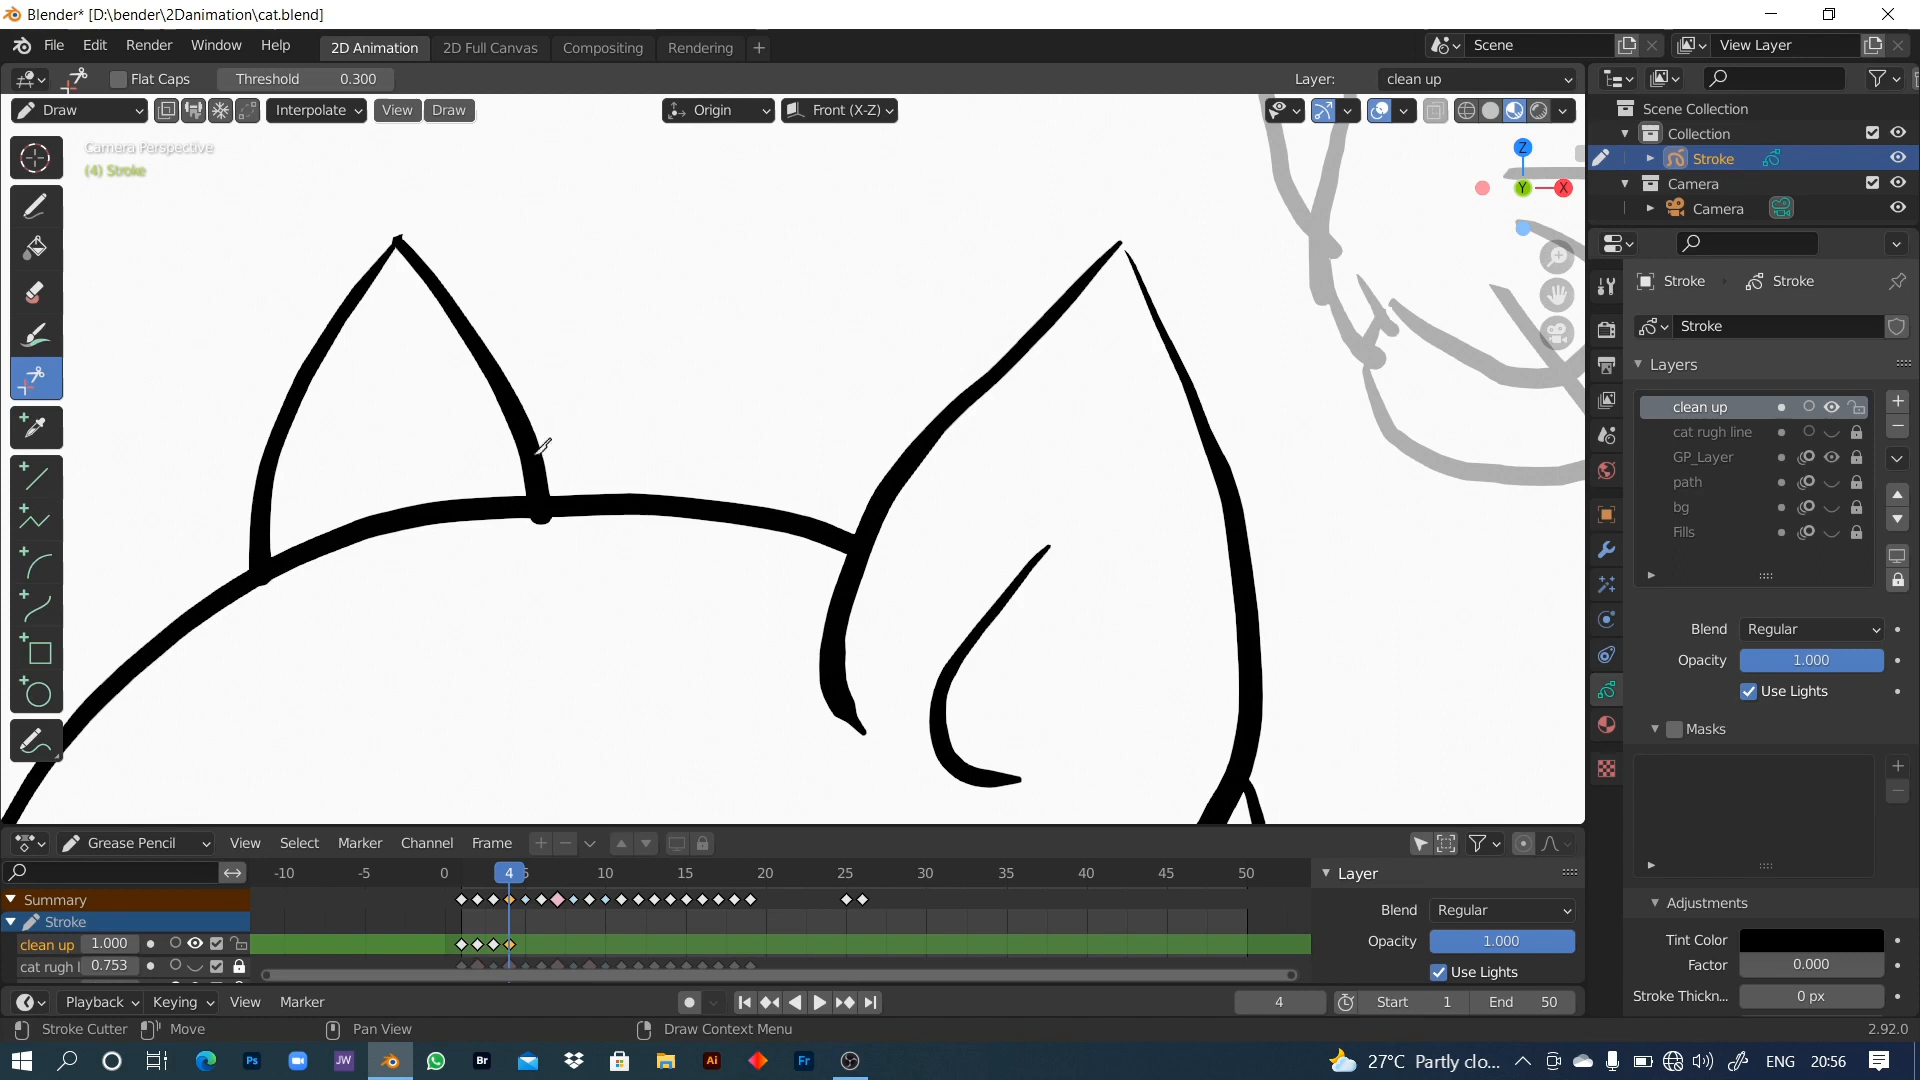 Blender* [D:\bender\2Danimation\cat.blend]
File Edit Render Window Help 2D Animation 2D Full Canvas Compositing Rendering Scene View Layer
Flat Caps Threshold 0.300 Layer: clean up
Draw Interpolate View Draw Origin Front (X-Z)
Camera Perspective
(4) Stroke
Z
Y
X
Scene Collection
Collection
Stroke
Camera
Camera
Stroke Stroke
Stroke
Layers
clean up
cat rugh line
GP_Layer
path
bg
Fills
Blend Regular
Opacity 1.000
Use Lights
Masks
Adjustments
Tint Color
Factor 0.000
Stroke Thickn... 0 px
Grease Pencil View Select Marker Channel Frame
-10 -5 0 4 10 15 20 25 30 35 40 45 50
Summary
Stroke
clean up 1.000
cat rugh l 0.753
Layer
Blend Regular
Opacity 1.000
Use Lights
Playback Keying View Marker 4 Start 1 End 50
Stroke Cutter Move Pan View Draw Context Menu 2.92.0
Ps JW Br Ai Fr 27°C Partly clo... ENG 20:56